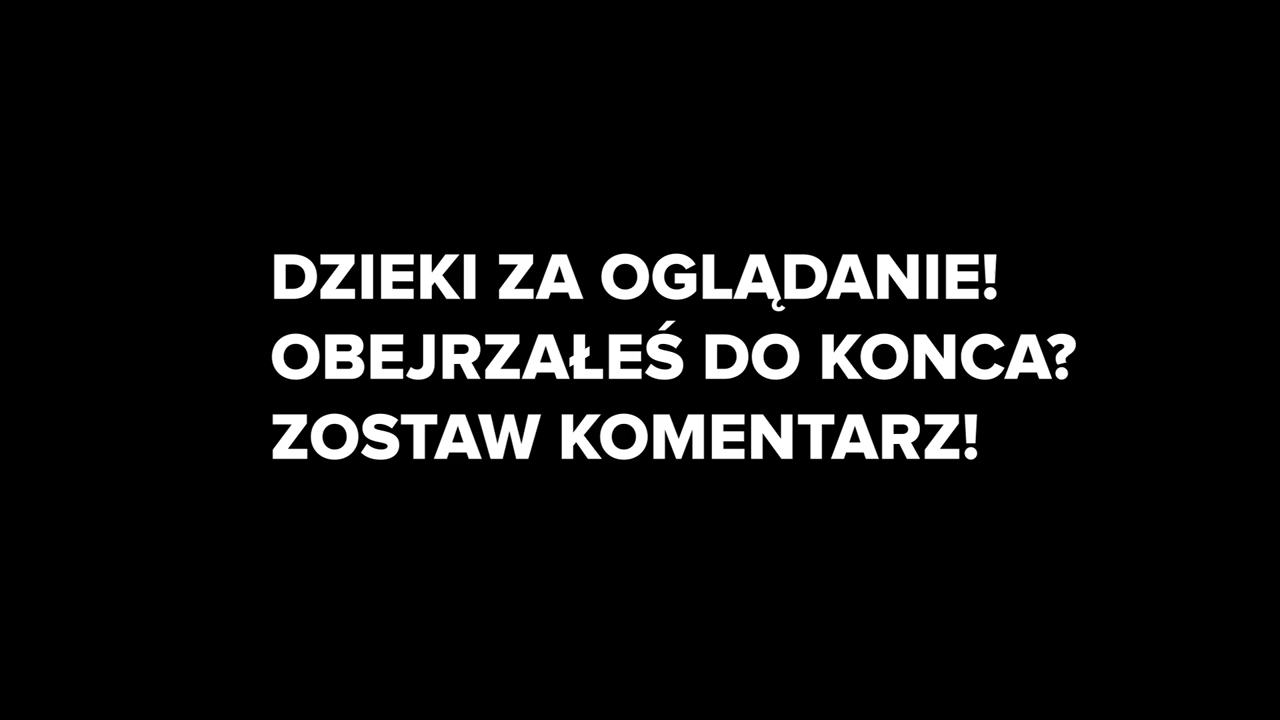 DZIEKI ZA OGLĄDANIE!
OBEJRZAŁEŚ DO KONCA?
ZOSTAW KOMENTARZ!